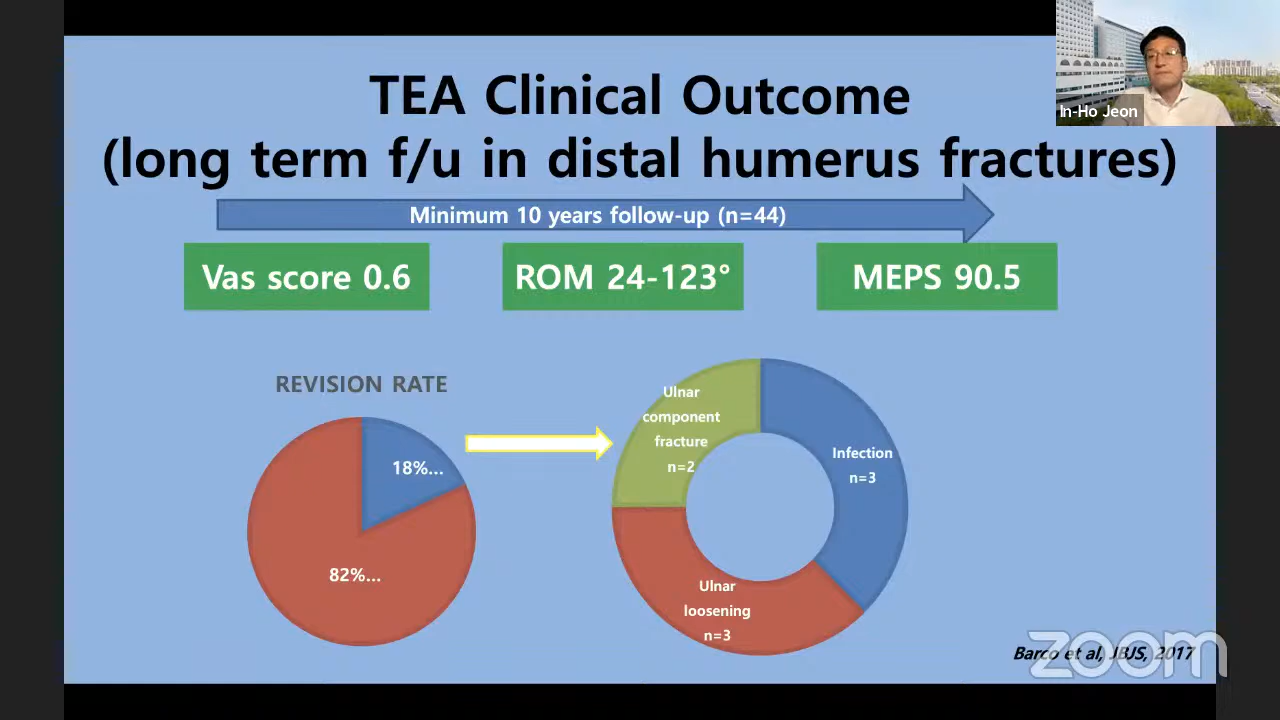 TEA Clinical Outcome
(long term f/u in distal humerus fractures)
In-Ho Jeon
Minimum 10 years follow-up (n=44)
Vas score 0.6
ROM 24-123°
MEPS 90.5
REVISION RATE
18%...
82%...
Ulnar
component
fracture
n=2
Infection
n=3
Ulnar
loosening
n=3
Barco et al, JBJS, 2017
zoom